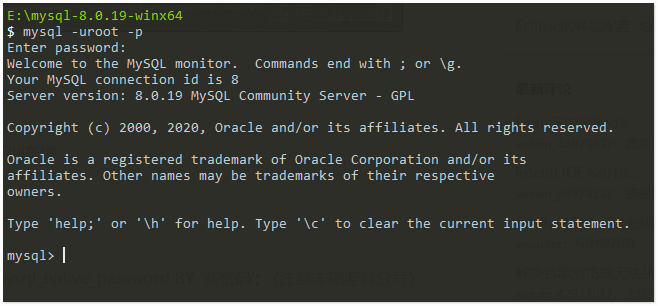 E:\mysql-8.0.19-winx64
$ mysql -uroot -p
Enter password:
Welcome to the MySQL monitor.  Commands end with ; or \g.
Your MySQL connection id is 8
Server version: 8.0.19 MySQL Community Server - GPL
Copyright (c) 2000, 2020, Oracle and/or its affiliates. All rights reserved.
Oracle is a registered trademark of Oracle Corporation and/or its
affiliates. Other names may be trademarks of their respective
owners.
Type 'help;' or '\h' for help. Type '\c' to clear the current input statement.
mysql>